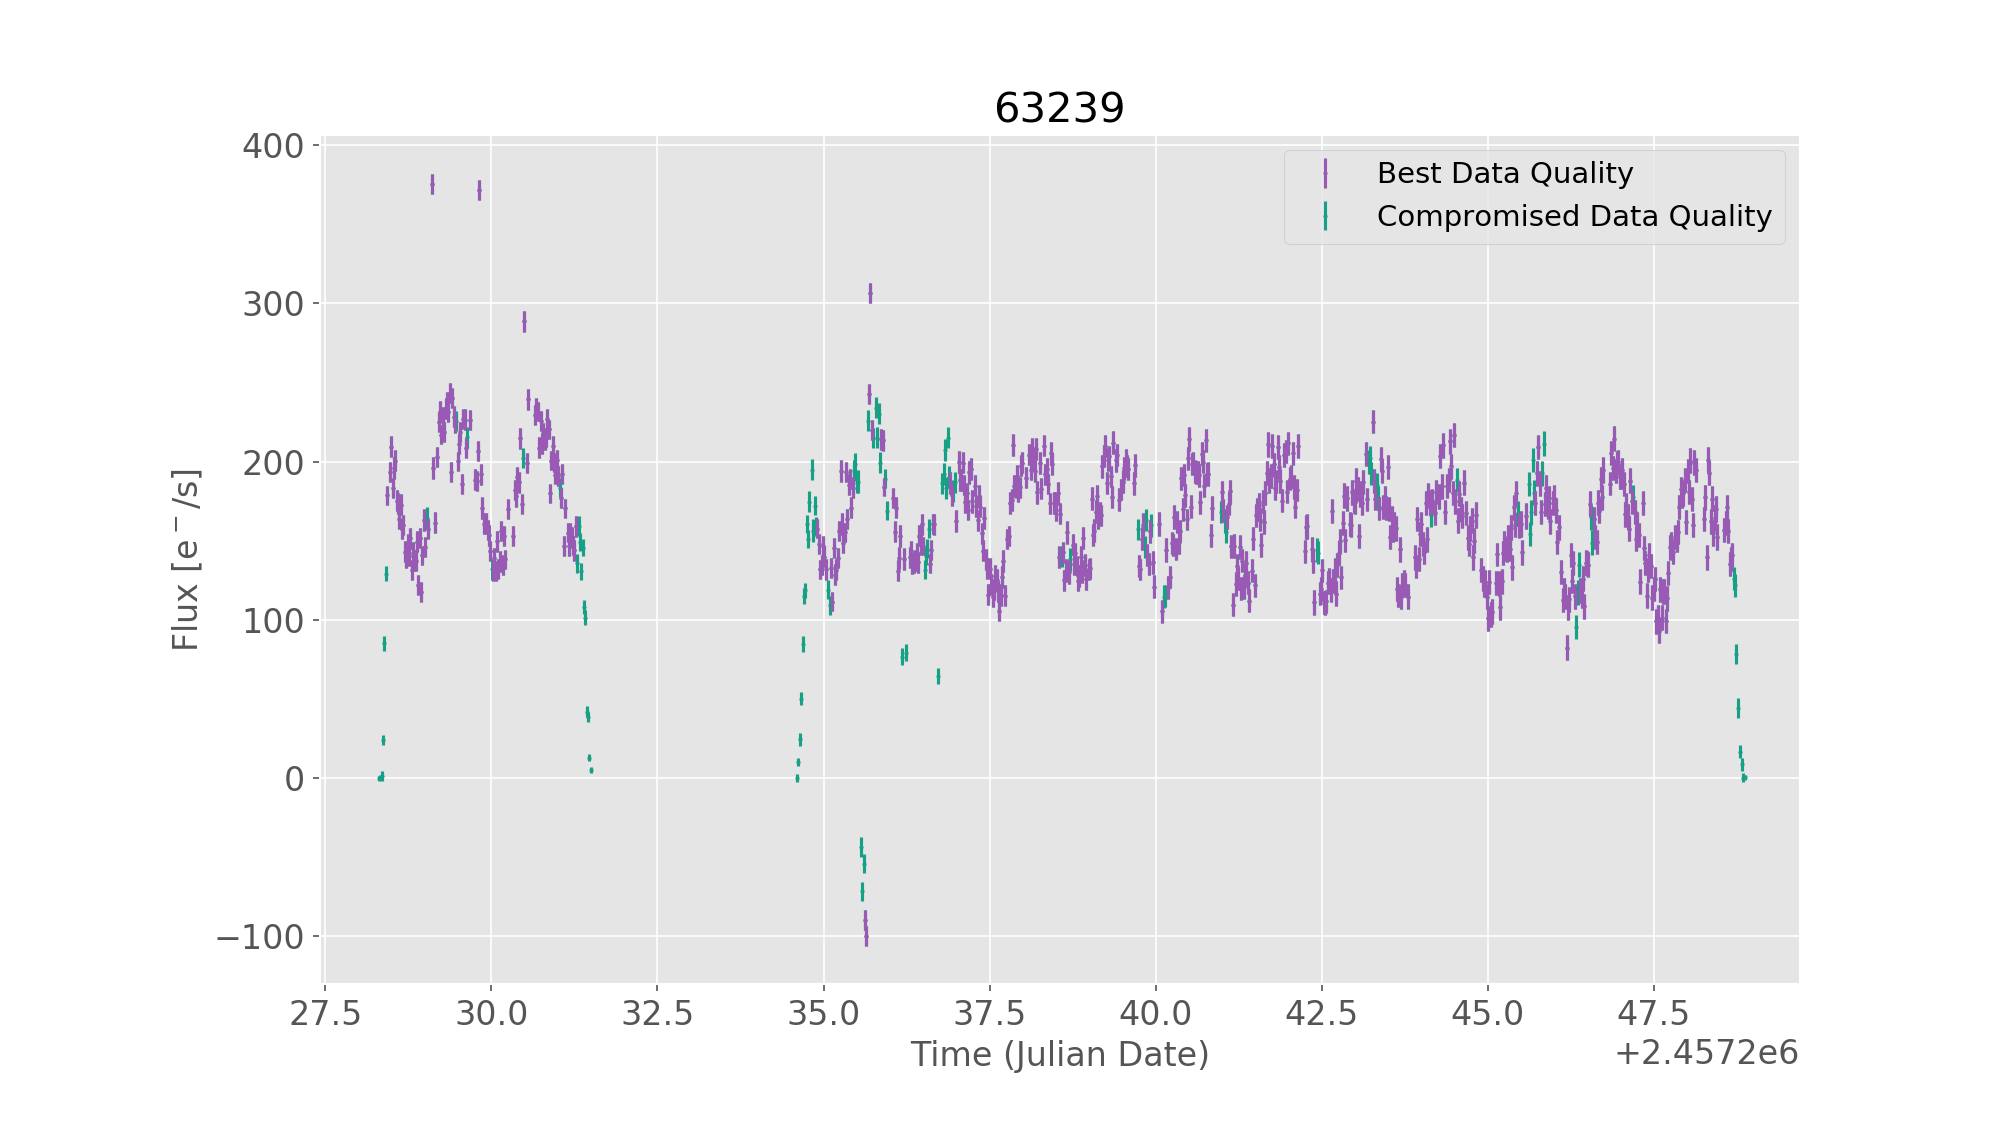 63239
Best Data Quality
Compromised Data Quality
400
300
200
100
0
−100
Flux [e⁻/s]
27.5 30.0 32.5 35.0 37.5 40.0 42.5 45.0 47.5
Time (Julian Date)
+2.4572e6